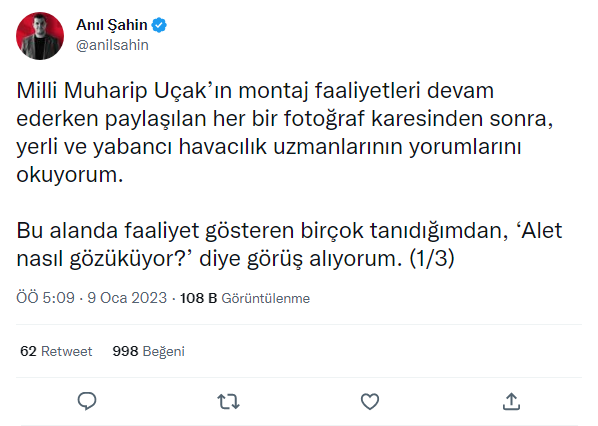 Anıl Şahin
@anilsahin
Milli Muharip Uçak’ın montaj faaliyetleri devam
ederken paylaşılan her bir fotoğraf karesinden sonra,
yerli ve yabancı havacılık uzmanlarının yorumlarını
okuyorum.
Bu alanda faaliyet gösteren birçok tanıdığımdan, ‘Alet
nasıl gözüküyor?’ diye görüş alıyorum. (1/3)
ÖÖ 5:09 · 9 Oca 2023 · 108 B Görüntülenme
62 Retweet 998 Beğeni